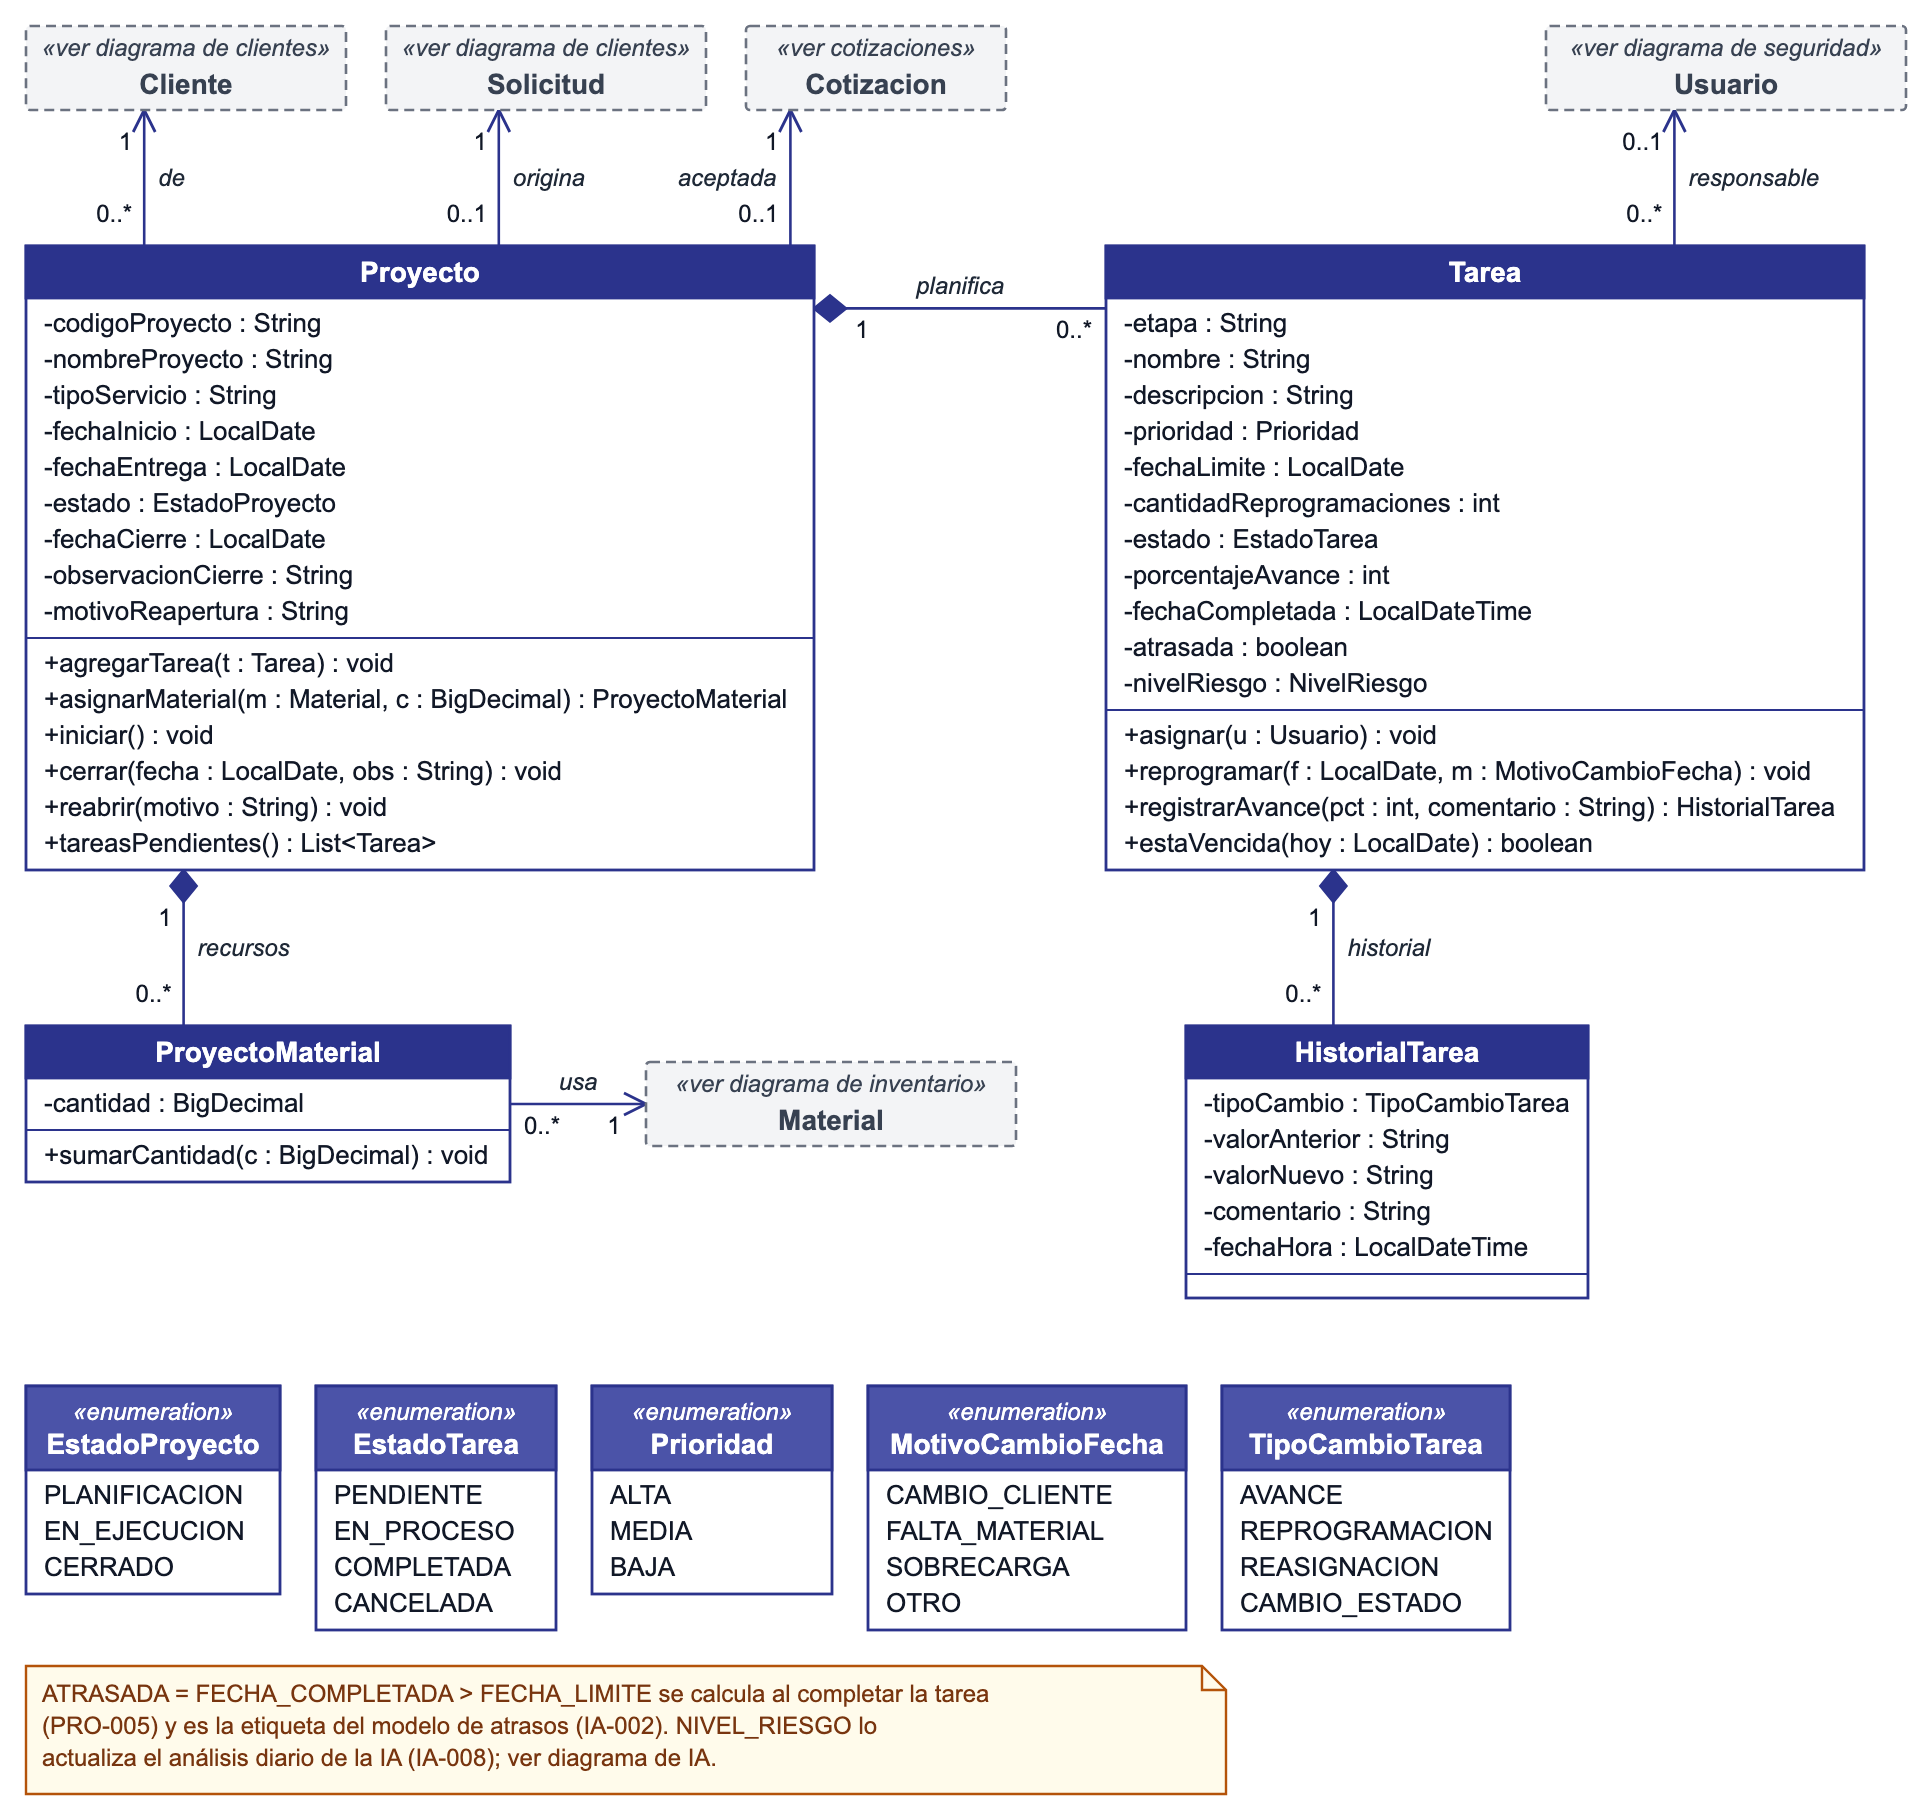 «ver diagrama de clientes»
Cliente
«ver diagrama de clientes»
Solicitud
«ver cotizaciones»
Cotizacion
«ver diagrama de seguridad»
Usuario
1
de
0..*
1
origina
0..1
1
aceptada
0..1
0..1
responsable
0..*
Proyecto
-codigoProyecto : String
-nombreProyecto : String
-tipoServicio : String
-fechaInicio : LocalDate
-fechaEntrega : LocalDate
-estado : EstadoProyecto
-fechaCierre : LocalDate
-observacionCierre : String
-motivoReapertura : String
+agregarTarea(t : Tarea) : void
+asignarMaterial(m : Material, c : BigDecimal) : ProyectoMaterial
+iniciar() : void
+cerrar(fecha : LocalDate, obs : String) : void
+reabrir(motivo : String) : void
+tareasPendientes() : List<Tarea>
planifica
1
0..*
Tarea
-etapa : String
-nombre : String
-descripcion : String
-prioridad : Prioridad
-fechaLimite : LocalDate
-cantidadReprogramaciones : int
-estado : EstadoTarea
-porcentajeAvance : int
-fechaCompletada : LocalDateTime
-atrasada : boolean
-nivelRiesgo : NivelRiesgo
+asignar(u : Usuario) : void
+reprogramar(f : LocalDate, m : MotivoCambioFecha) : void
+registrarAvance(pct : int, comentario : String) : HistorialTarea
+estaVencida(hoy : LocalDate) : boolean
1
recursos
0..*
1
historial
0..*
ProyectoMaterial
-cantidad : BigDecimal
+sumarCantidad(c : BigDecimal) : void
usa
0..*
1
«ver diagrama de inventario»
Material
HistorialTarea
-tipoCambio : TipoCambioTarea
-valorAnterior : String
-valorNuevo : String
-comentario : String
-fechaHora : LocalDateTime
«enumeration»
EstadoProyecto
PLANIFICACION
EN_EJECUCION
CERRADO
«enumeration»
EstadoTarea
PENDIENTE
EN_PROCESO
COMPLETADA
CANCELADA
«enumeration»
Prioridad
ALTA
MEDIA
BAJA
«enumeration»
MotivoCambioFecha
CAMBIO_CLIENTE
FALTA_MATERIAL
SOBRECARGA
OTRO
«enumeration»
TipoCambioTarea
AVANCE
REPROGRAMACION
REASIGNACION
CAMBIO_ESTADO
ATRASADA = FECHA_COMPLETADA > FECHA_LIMITE se calcula al completar la tarea
(PRO-005) y es la etiqueta del modelo de atrasos (IA-002). NIVEL_RIESGO lo
actualiza el análisis diario de la IA (IA-008); ver diagrama de IA.